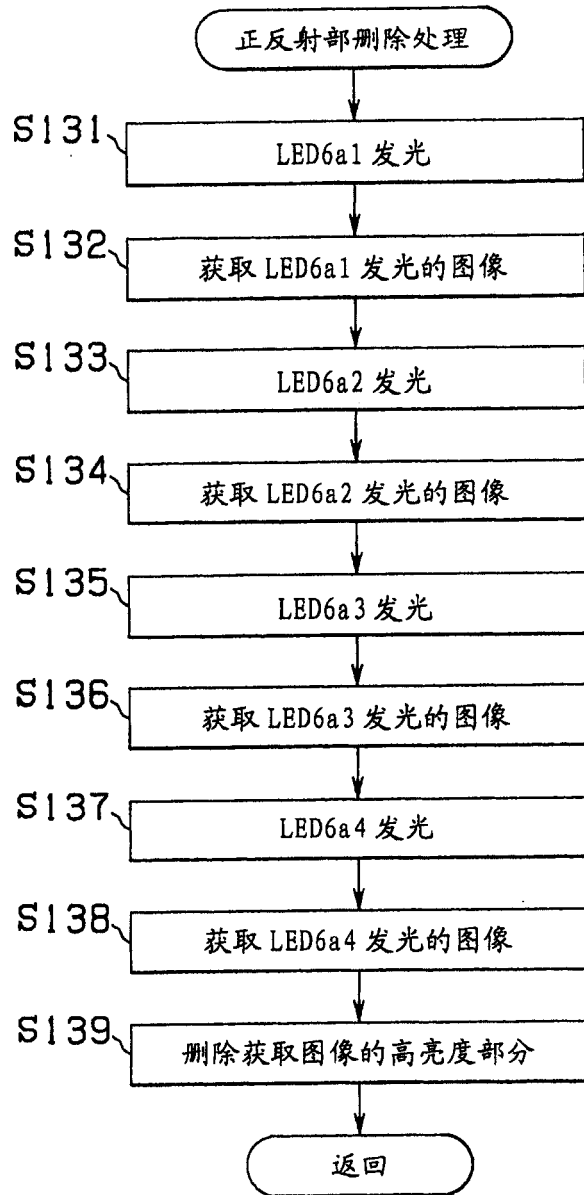 正反射部删除处理
S131
LED6a1 发光
S132
获取 LED6a1 发光的图像
S133
LED6a2 发光
S134
获取 LED6a2 发光的图像
S135
LED6a3 发光
S136
获取 LED6a3 发光的图像
S137
LED6a4 发光
S138
获取 LED6a4 发光的图像
S139
删除获取图像的高亮度部分
返回